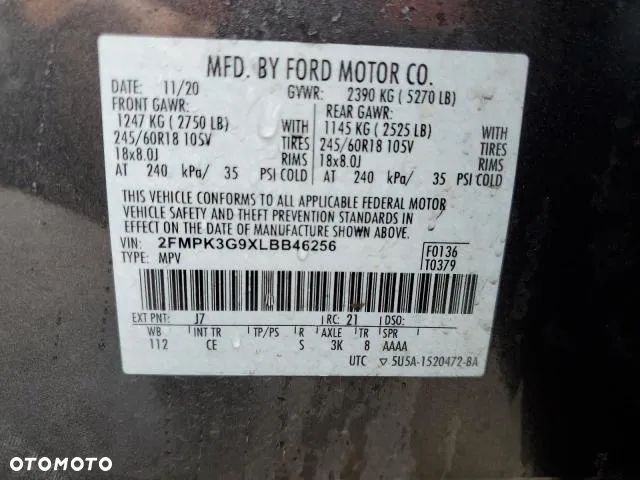 MFD. BY FORD MOTOR CO.
DATE: 11/20 GVWR: 2390 KG ( 5270 LB)
FRONT GAWR: REAR GAWR:
1247 KG ( 2750 LB) WITH 1145 KG ( 2525 LB) WITH
245/60R18 105V TIRES 245/60R18 105V TIRES
18x8.0J RIMS 18x8.0J RIMS
AT 240 kPa/ 35 PSI COLD AT 240 kPa/ 35 PSI COLD
THIS VEHICLE CONFORMS TO ALL APPLICABLE FEDERAL MOTOR
VEHICLE SAFETY AND THEFT PREVENTION STANDARDS IN
EFFECT ON THE DATE OF MANUFACTURE SHOWN ABOVE.
VIN: 2FMPK3G9XLBB46256 F0136
TYPE: MPV T0379
EXT PNT: J7 RC: 21 DSO:
WB INT TR TP/PS R AXLE TR SPR
112 CE S 3K 8 AAAA
UTC ▽ 5U5A-1520472-BA
OTOMOTO